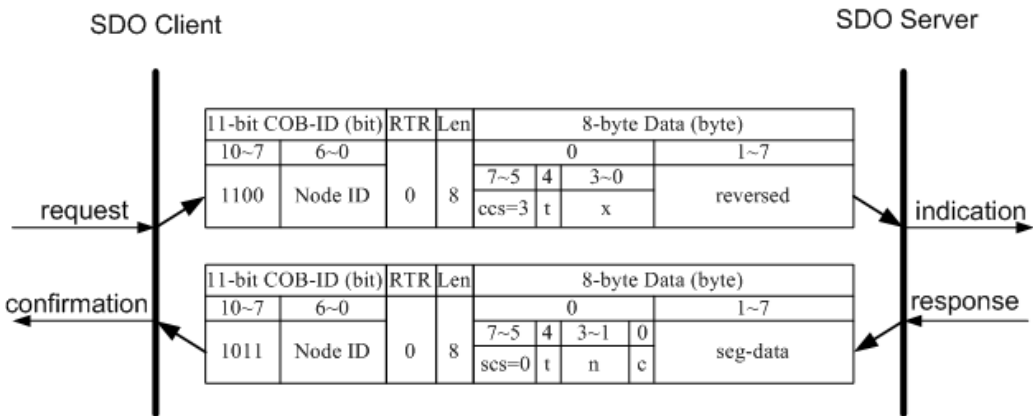 SDO Client
SDO Server
11-bit COB-ID (bit) RTR Len 8-byte Data (byte)
10~7 6~0 0 1~7
7~5 4 3~0
1100 Node ID 0 8 reversed
ccs=3 t x
request
indication
11-bit COB-ID (bit) RTR Len 8-byte Data (byte)
confirmation
response
10~7 6~0 0 1~7
7~5 4 3~1 0
1011 Node ID 0 8 seg-data
scs=0 t n c